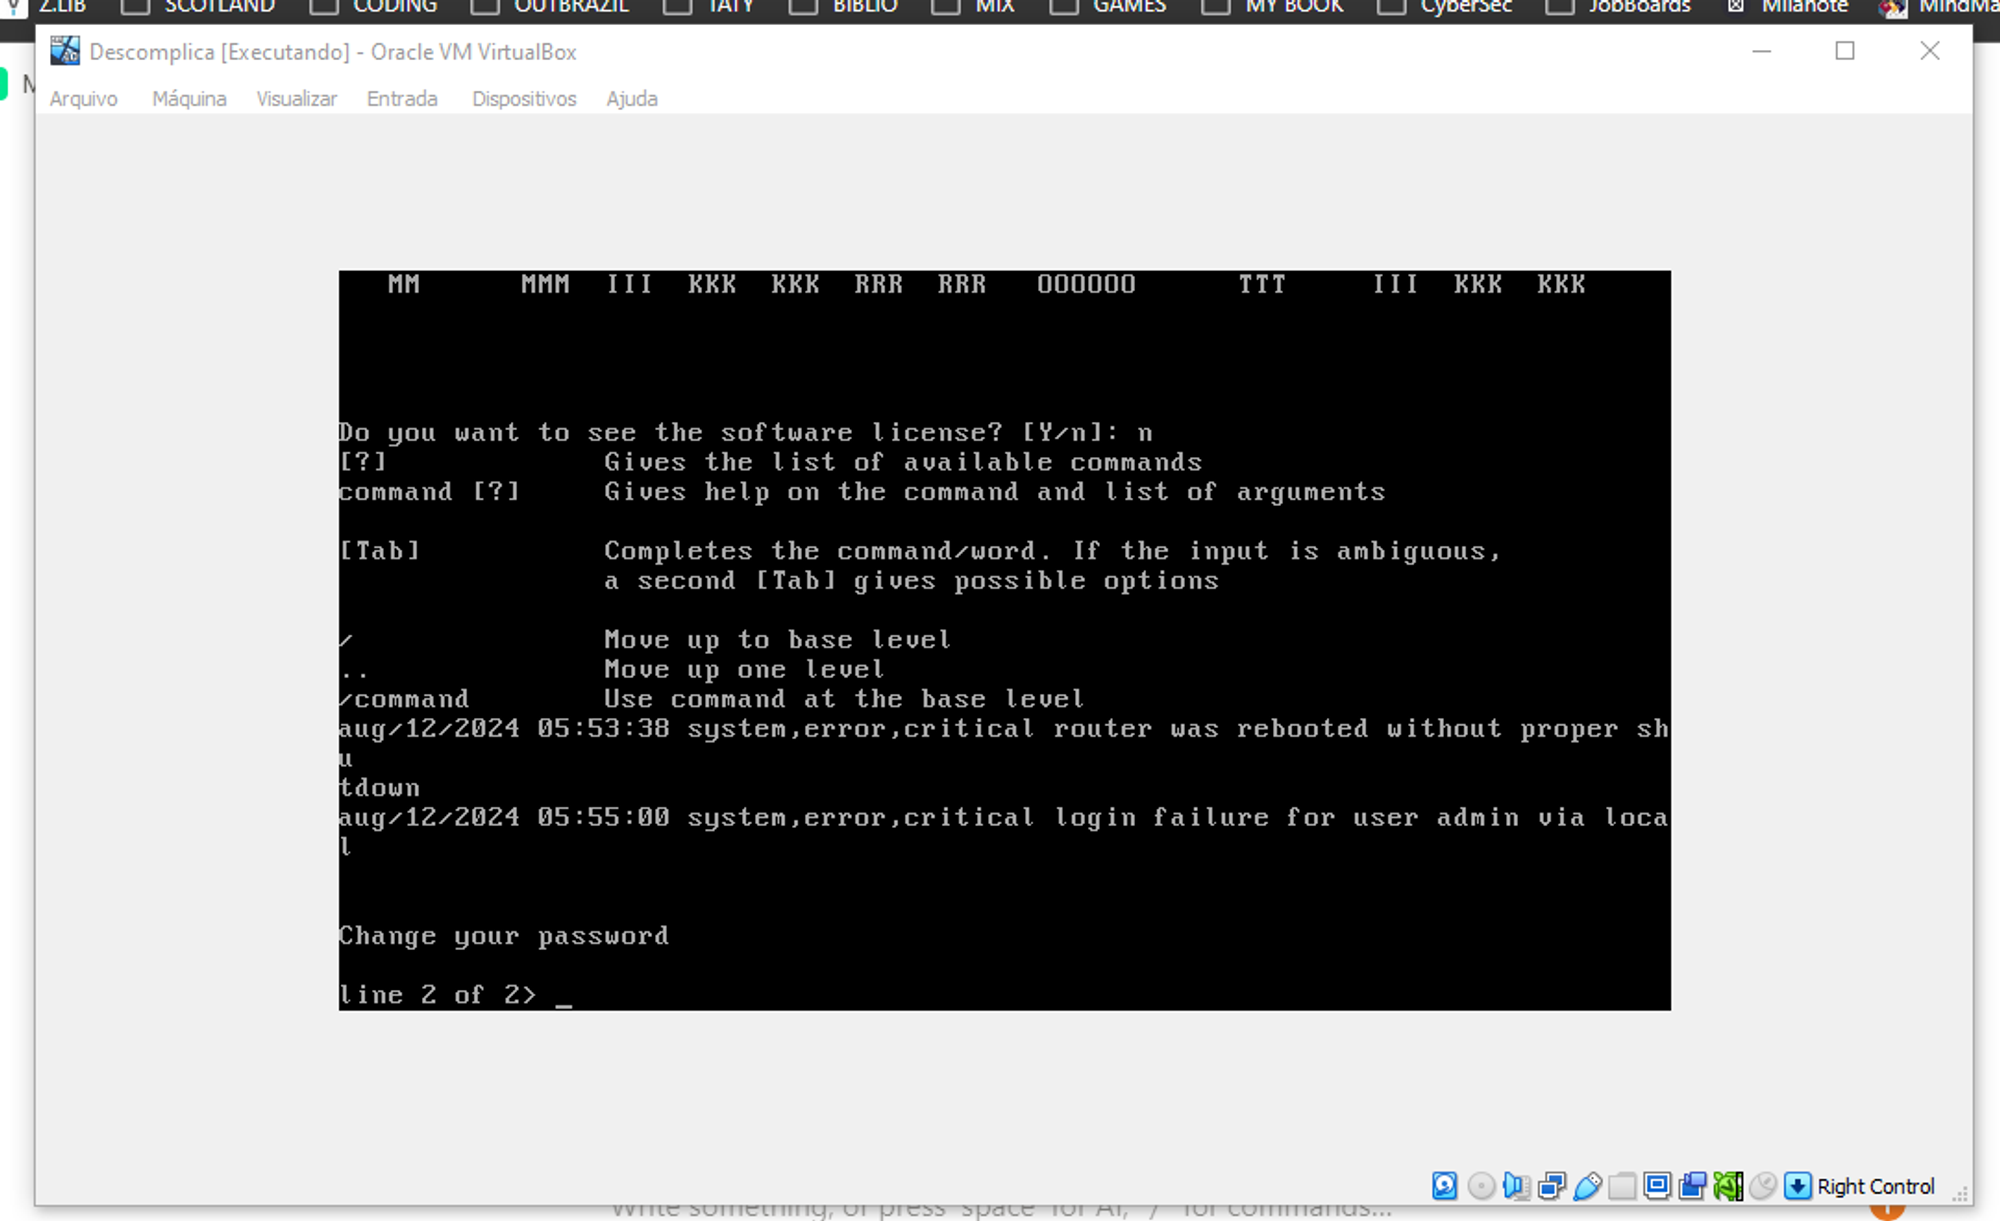 Z.LIB SCOTLAND CODING OUTBRAZIL TATY BIBLIO MIX GAMES MY BOOK CyberSec JobBoards Milanote MindMa
Descomplica [Executando] - Oracle VM VirtualBox
M
Arquivo Máquina Visualizar Entrada Dispositivos Ajuda
MM MMM III KKK KKK RRR RRR OOOOOO TTT III KKK KKK
Do you want to see the software license? [Y/n]: n
[?] Gives the list of available commands
command [?] Gives help on the command and list of arguments
[Tab] Completes the command/word. If the input is ambiguous,
a second [Tab] gives possible options
/ Move up to base level
.. Move up one level
/command Use command at the base level
aug/12/2024 05:53:38 system,error,critical router was rebooted without proper sh
u
tdown
aug/12/2024 05:55:00 system,error,critical login failure for user admin via loca
l
Change your password
line 2 of 2> _
Right Control
Write something, or press 'space' for AI, '/' for commands...